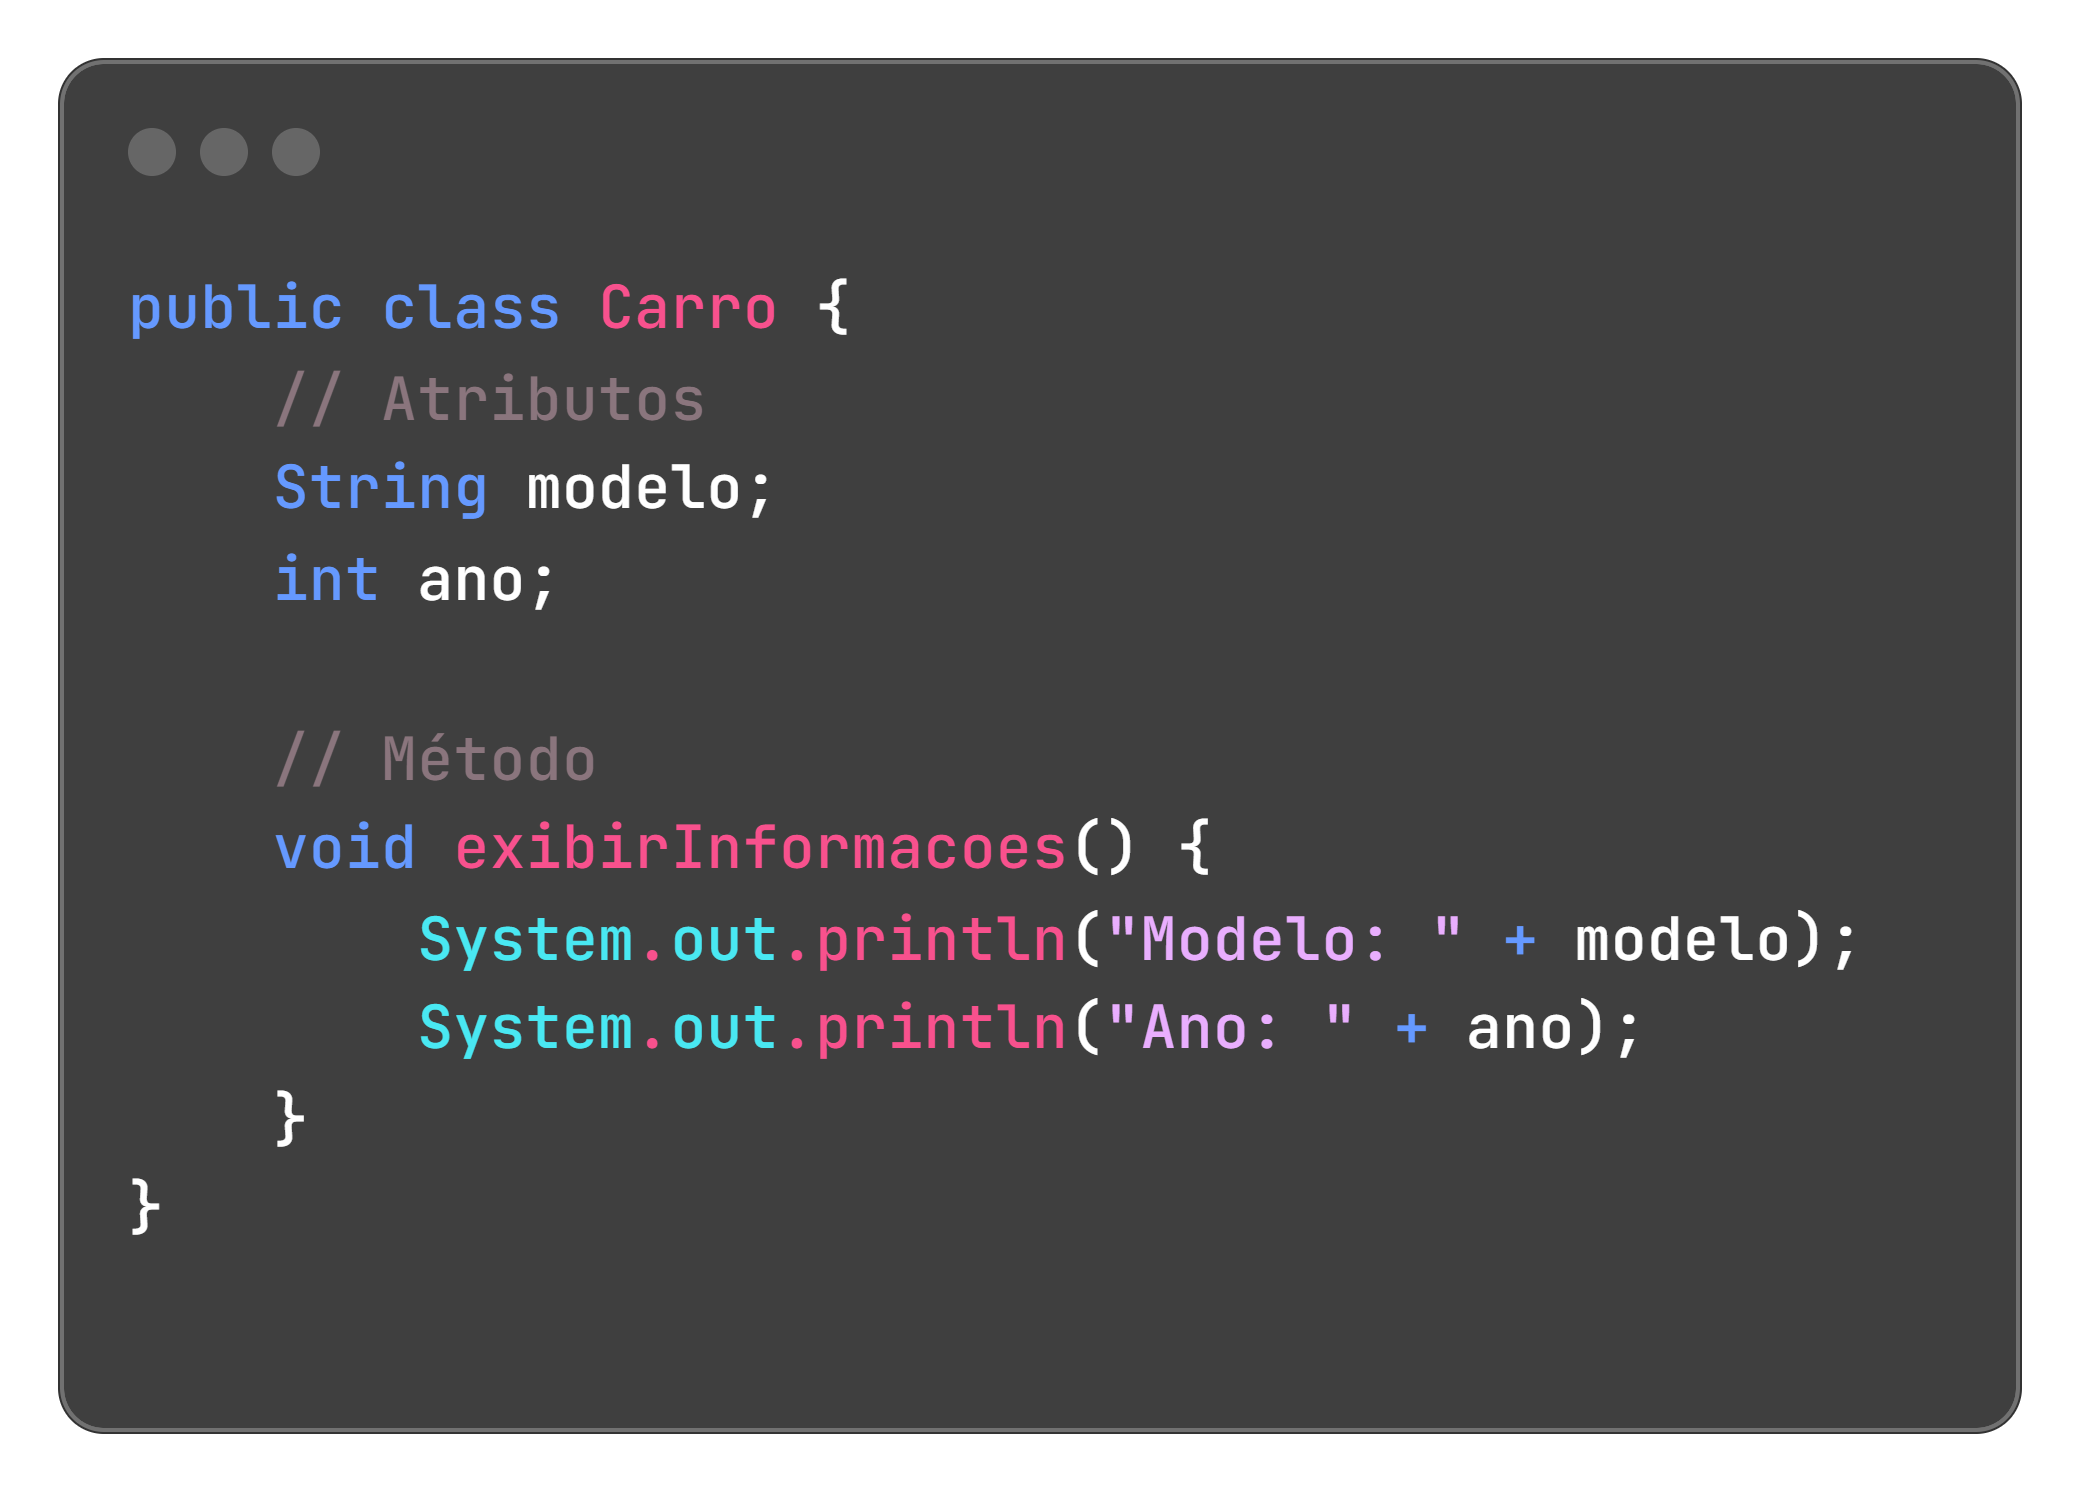 public class Carro {
    // Atributos
    String modelo;
    int ano;

    // Método
    void exibirInformacoes() {
        System.out.println("Modelo: " + modelo);
        System.out.println("Ano: " + ano);
    }
}